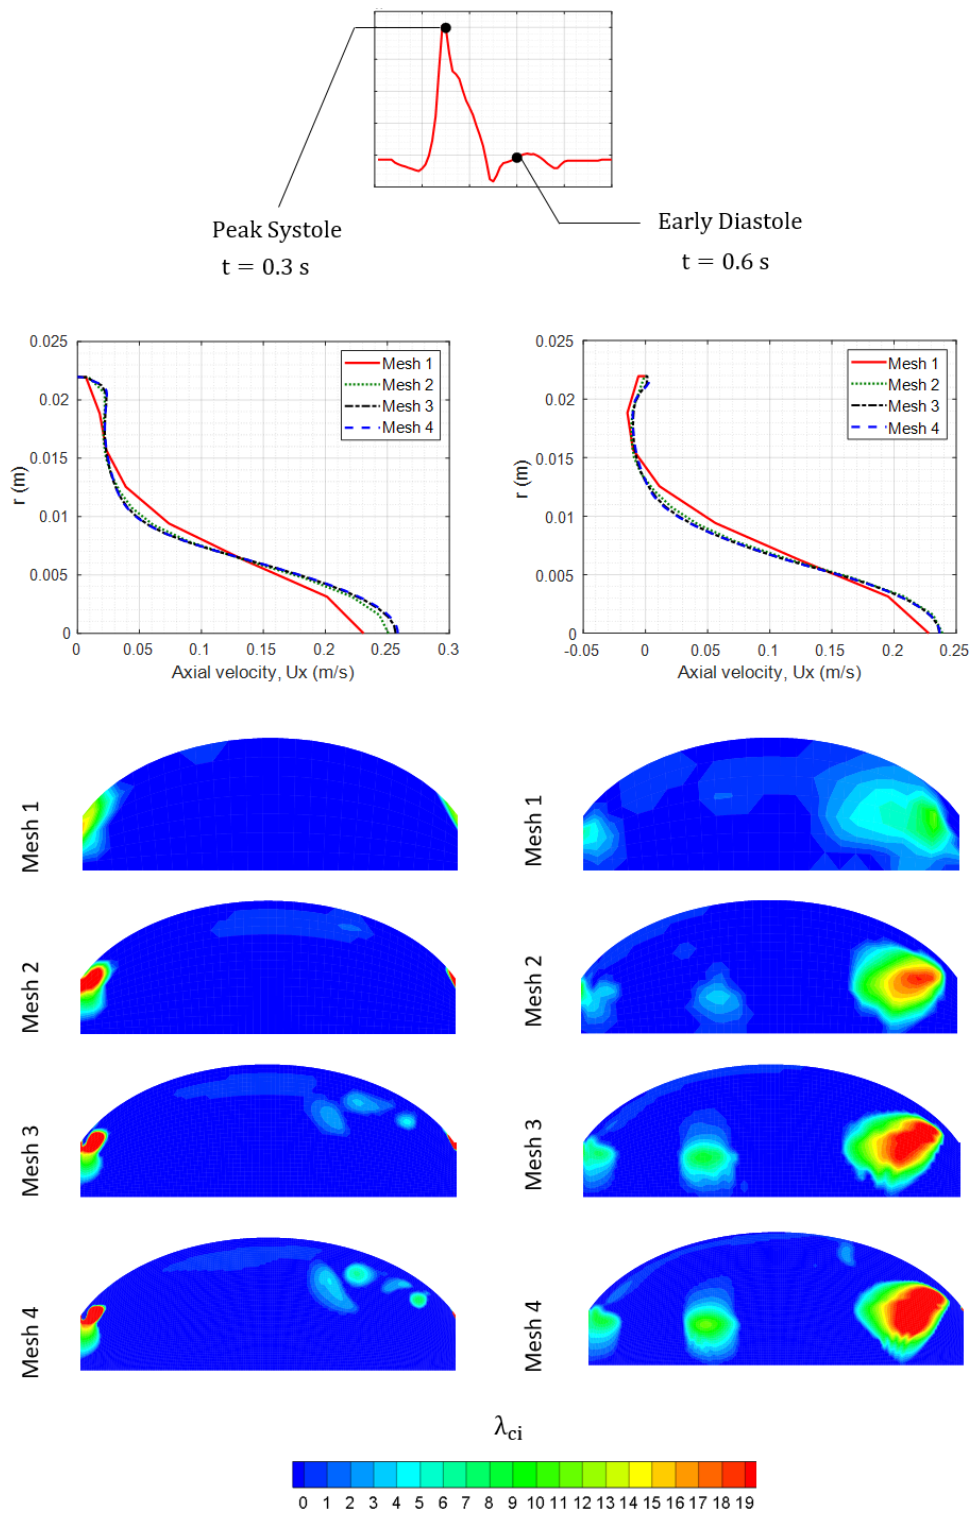 Peak Systole
t = 0.3 s
Early Diastole
t = 0.6 s
0.025
0.02
0.015
0.01
0.005
0
r (m)
Mesh 1
Mesh 2
Mesh 3
Mesh 4
0 0.05 0.1 0.15 0.2 0.25 0.3
Axial velocity, Ux (m/s)
0.025
0.02
0.015
0.01
0.005
0
r (m)
Mesh 1
Mesh 2
Mesh 3
Mesh 4
-0.05 0 0.05 0.1 0.15 0.2 0.25
Axial velocity, Ux (m/s)
Mesh 1
Mesh 1
Mesh 2
Mesh 2
Mesh 3
Mesh 3
Mesh 4
Mesh 4
λci
0 1 2 3 4 5 6 7 8 9 10 11 12 13 14 15 16 17 18 19